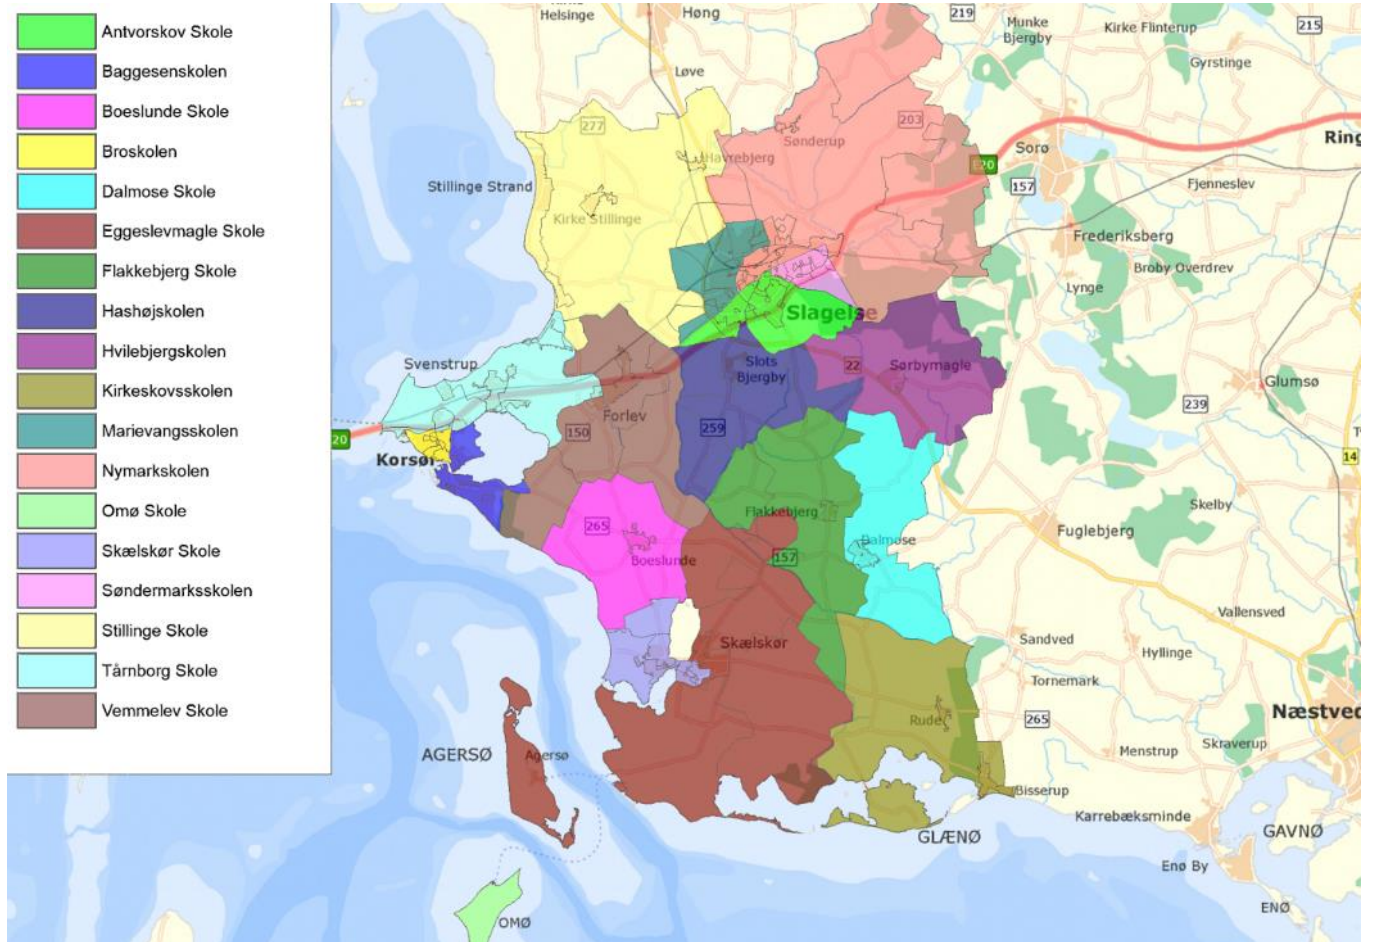 Antvorskov Skole
Baggesenskolen
Boeslunde Skole
Broskolen
Dalmose Skole
Eggeslevmagle Skole
Flakkebjerg Skole
Hashøjskolen
Hvilebjergskolen
Kirkeskovsskolen
Marievangsskolen
Nymarkskolen
Omø Skole
Skælskør Skole
Søndermarksskolen
Stillinge Skole
Tårnborg Skole
Vemmelev Skole
Helsinge
Høng
219
Munke
Bjergby
Kirke Flinterup
215
Løve
Gyrstinge
277
Sønderup
203
Havrebjerg
Sorø
Ring
E20
Stillinge Strand
157
Fjenneslev
Kirke Stillinge
Frederiksberg
Broby Overdrev
Lynge
Slagelse
Svenstrup
Slots
Bjergby
22
Sørbymagle
Glumsø
239
Forlev
150
259
20
Korsør
14
Skelby
265
Flakkebjerg
Fuglebjerg
Boeslunde
157
Dalmose
Vallensved
Sandved
Hyllinge
Skælskør
Tornemark
Rude
265
Næstved
Skraverup
Menstrup
AGERSØ
Agersø
Bisserup
Karrebæksminde
GLÆNØ
GAVNØ
Enø By
ENØ
OMØ